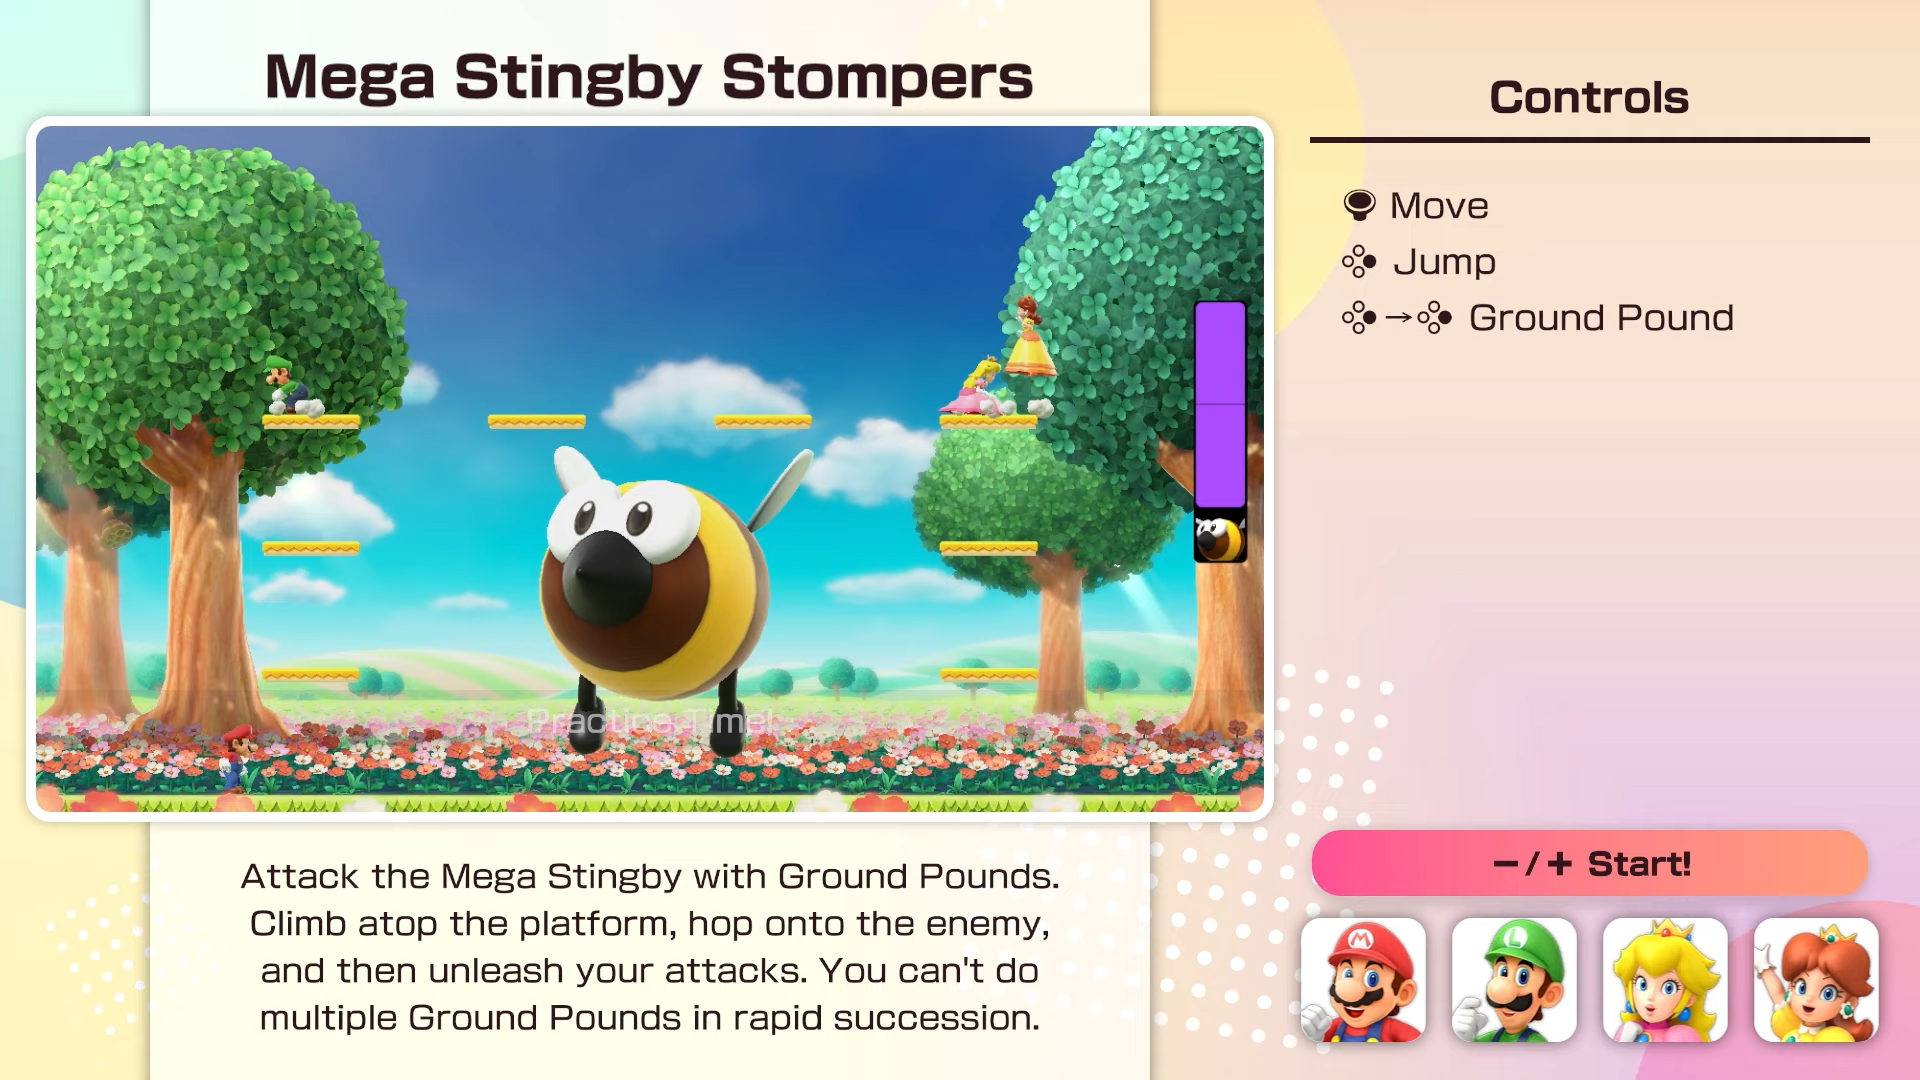 Mega Stingby Stompers
Practice Time!
Attack the Mega Stingby with Ground Pounds.
Climb atop the platform, hop onto the enemy,
and then unleash your attacks. You can't do
multiple Ground Pounds in rapid succession.
Controls
Move
Jump
→ Ground Pound
−/+ Start!
M
L